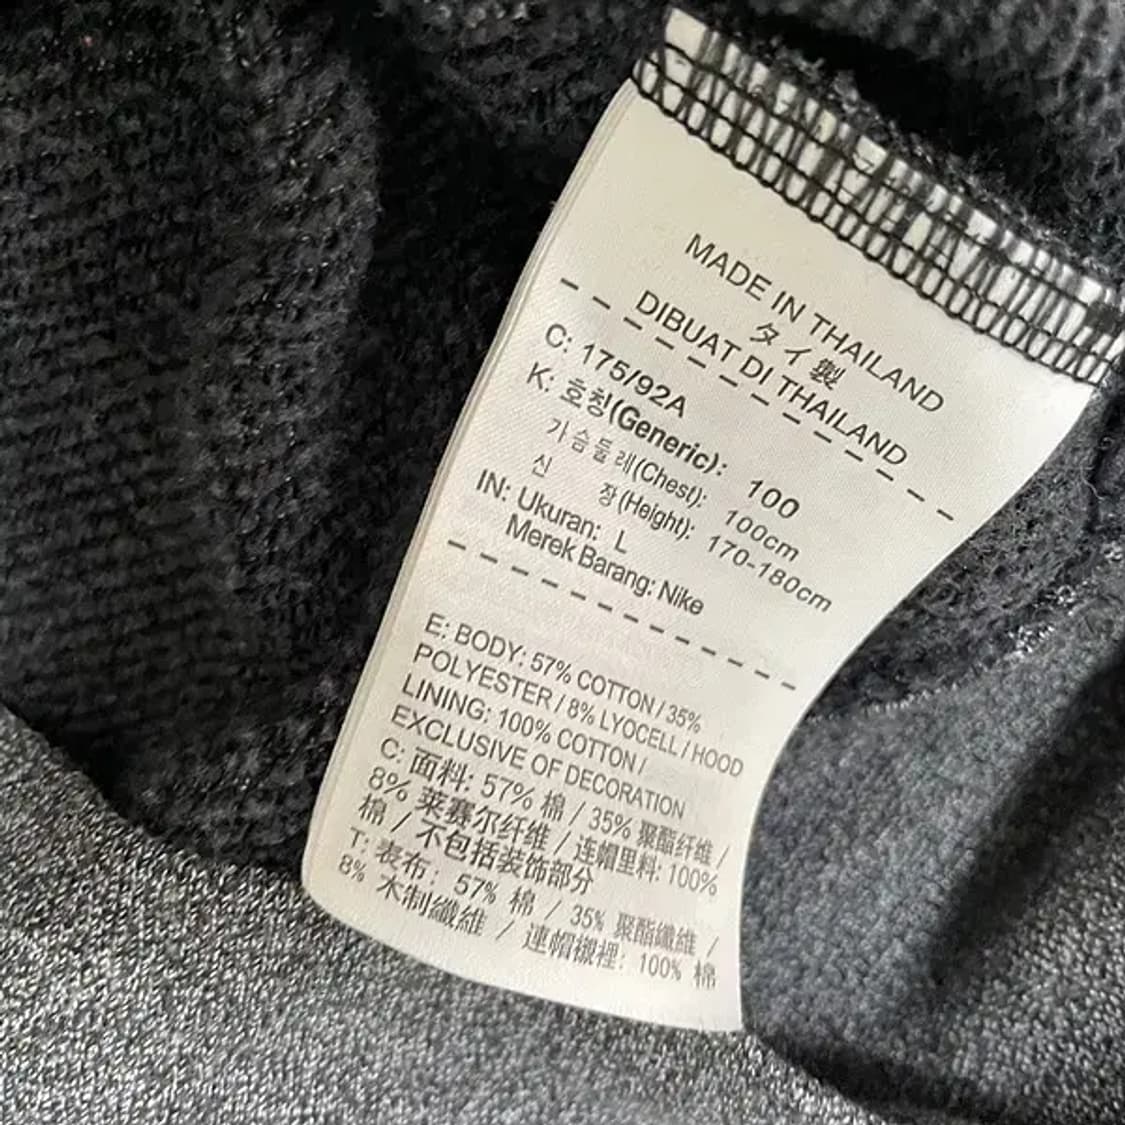 MADE IN THAILAND
タイ製
DIBUAT DI THAILAND
C: 175/92A
K: 호칭(Generic): 100
가슴둘레(Chest): 100cm
신 장(Height): 170-180cm
IN: Ukuran: L
Merek Barang: Nike
E: BODY: 57% COTTON / 35%
POLYESTER / 8% LYOCELL / HOOD
LINING: 100% COTTON /
EXCLUSIVE OF DECORATION
C: 面料: 57% 棉 / 35% 聚酯纤维 /
8% 莱赛尔纤维 / 连帽里料: 100%
棉 / 不包括装饰部分
T: 表布: 57% 棉 / 35% 聚酯纖維 /
8% 木制纖維 / 連帽襯裡: 100% 棉